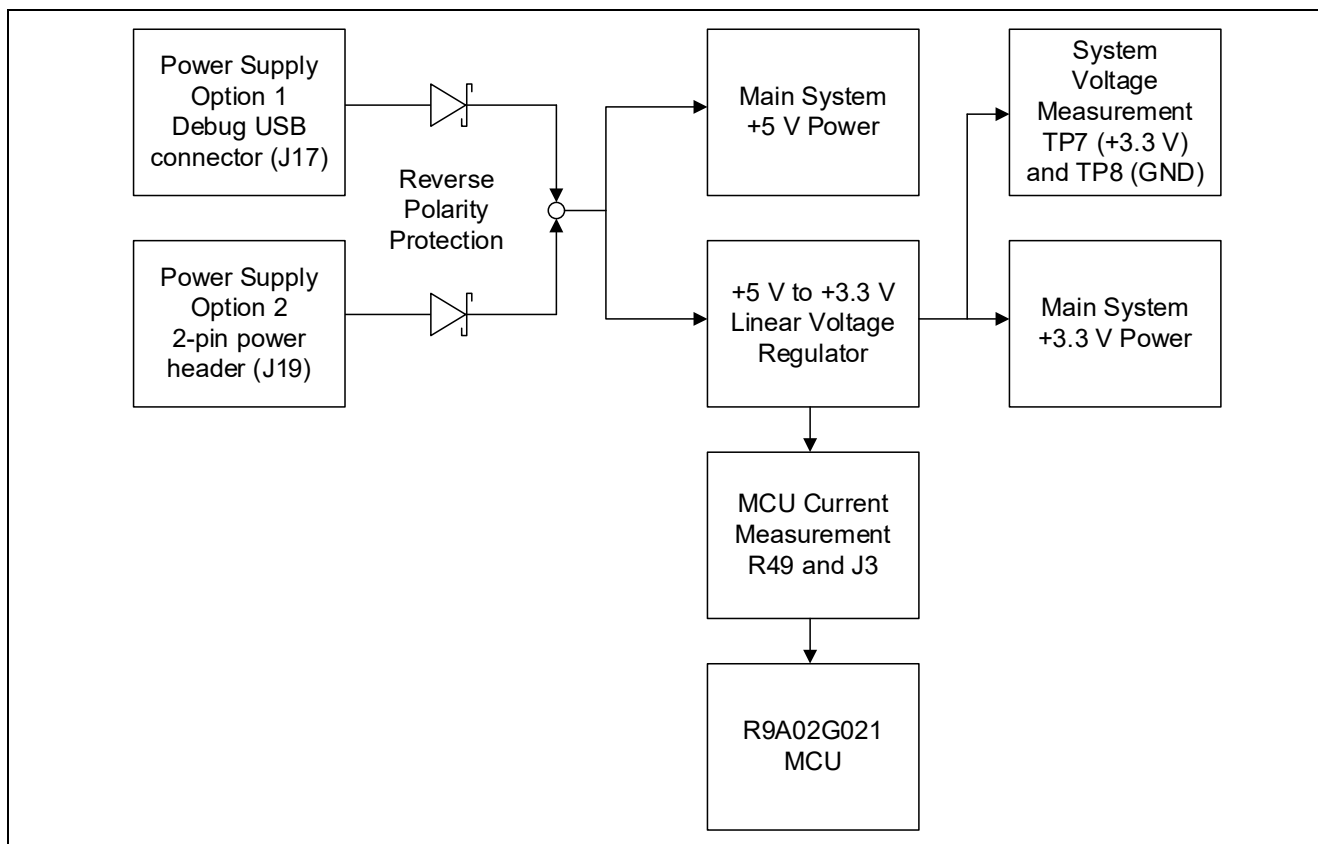 Power Supply
Option 1
Debug USB
connector (J17)
Reverse
Polarity
Protection
Power Supply
Option 2
2-pin power
header (J19)
Main System
+5 V Power
+5 V to +3.3 V
Linear Voltage
Regulator
System
Voltage
Measurement
TP7 (+3.3 V)
and TP8 (GND)
Main System
+3.3 V Power
MCU Current
Measurement
R49 and J3
R9A02G021
MCU